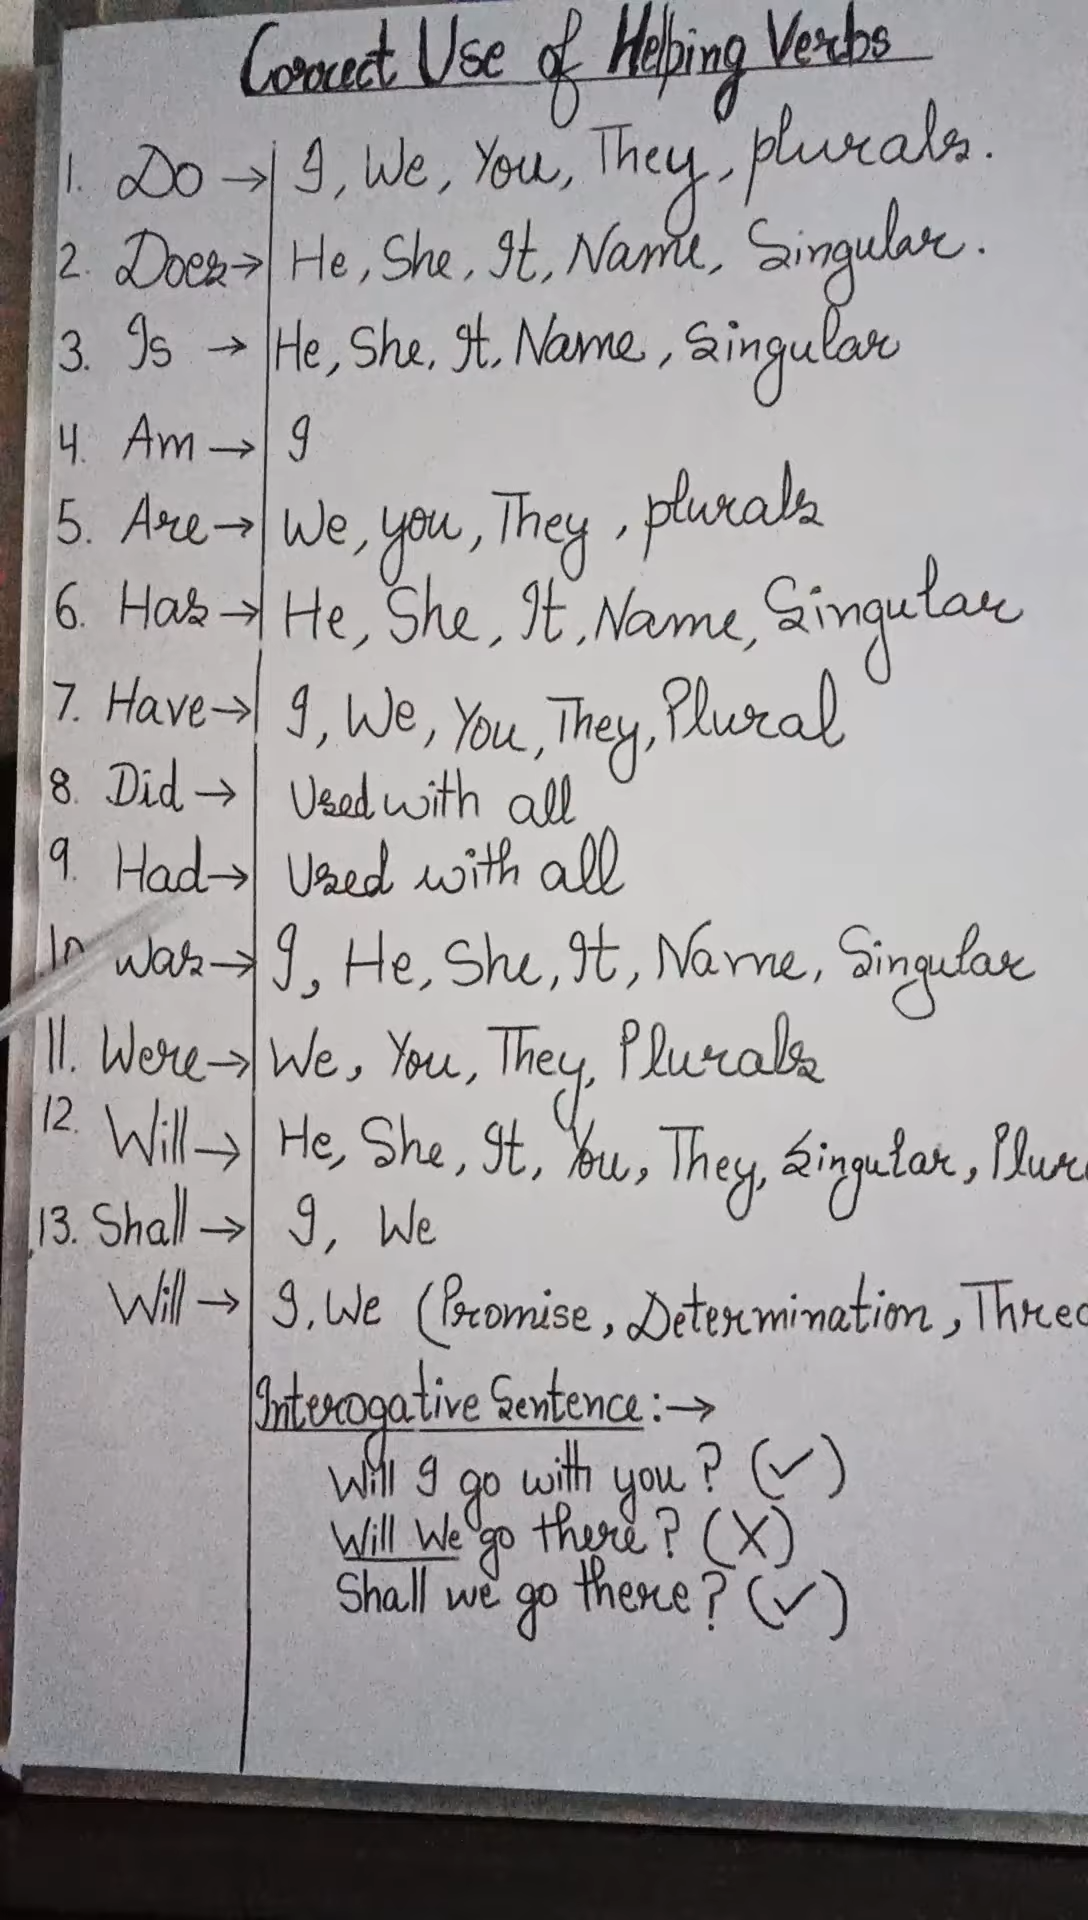 Correct Use of Helping Verbs
1. Do → I, We, You, They, plurals.
2. Does → He, She, It, Name, Singular.
3. Is → He, She, It, Name, Singular
4. Am → I
5. Are → We, you, They, plurals
6. Has → He, She, It, Name, Singular
7. Have → I, We, You, They, Plural
8. Did → Used with all
9. Had → Used with all
10. Was → I, He, She, It, Name, Singular
11. Were → We, You, They, Plurals
12. Will → He, She, It, You, They, Singular,
13. Shall → I, We
Will → I, We (Promise, Determination,
Interogative Sentence :→
Will I go with you? (✓)
Will We go there? (X)
Shall we go there? (✓)